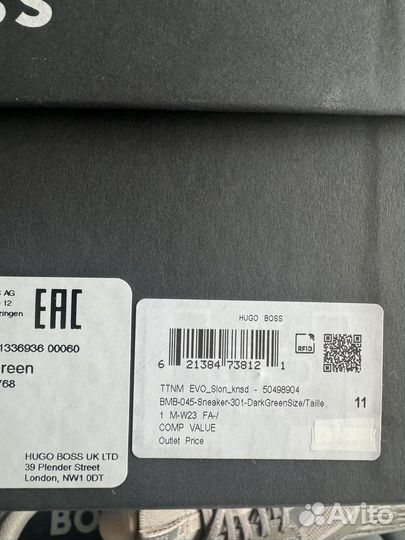 SS
AG
12
zingen
EAC
1336936 00060
reen
768
HUGO BOSS UK LTD
39 Plender Street
London, NW1 0DT
HUGO BOSS
RFID
6 21384 73812 1
TTNM EVO_Slon_knsd - 50498904
BMB-045-Sneaker-301-DarkGreenSize/Taille 11
1 M-W23 FA-/
COMP VALUE
Outlet Price
BO
Avito